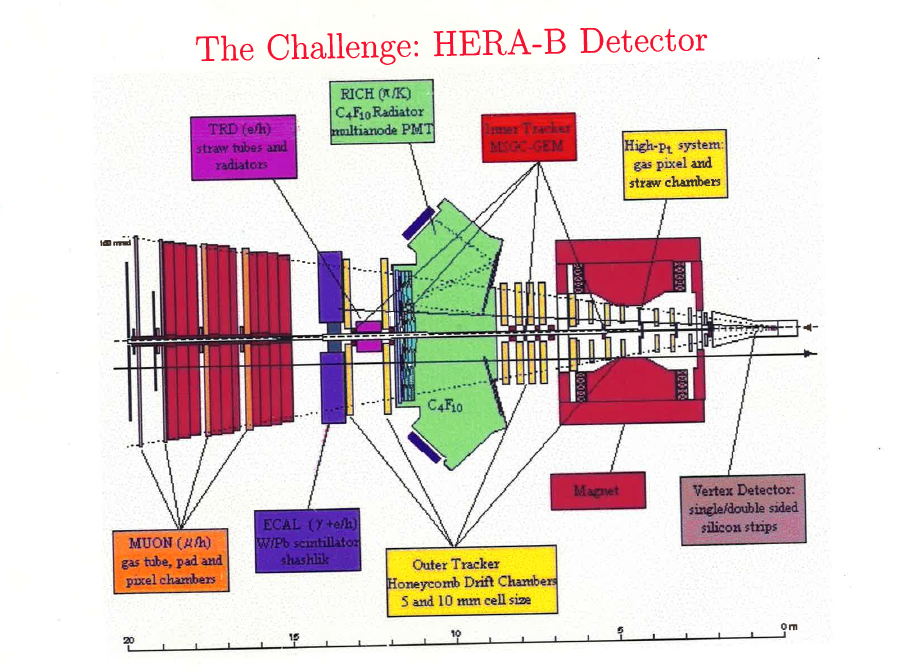 The Challenge: HERA-B Detector
RICH (π/K)
C₄F₁₀ Radiator
multianode PMT
TRD (e/h)
straw tubes and
radiators
Inner Tracker
MSGC-GEM
High-pₜ system:
gas pixel and
straw chambers
C₄F₁₀
Magnet
Vertex Detector:
single/double sided
silicon strips
MUON (μ/h)
gas tube, pad and
pixel chambers
ECAL (γ+e/h)
W/Pb scintillator
shashlik
Outer Tracker
Honeycomb Drift Chambers
5 and 10 mm cell size
20 15 10 5 0 m